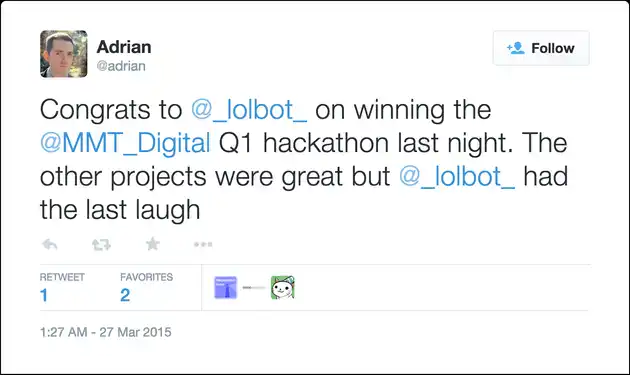 Adrian
@adrian
Follow
Congrats to @_lolbot_ on winning the
@MMT_Digital Q1 hackathon last night. The
other projects were great but @_lolbot_ had
the last laugh
RETWEET
FAVORITES
1
2
1:27 AM - 27 Mar 2015